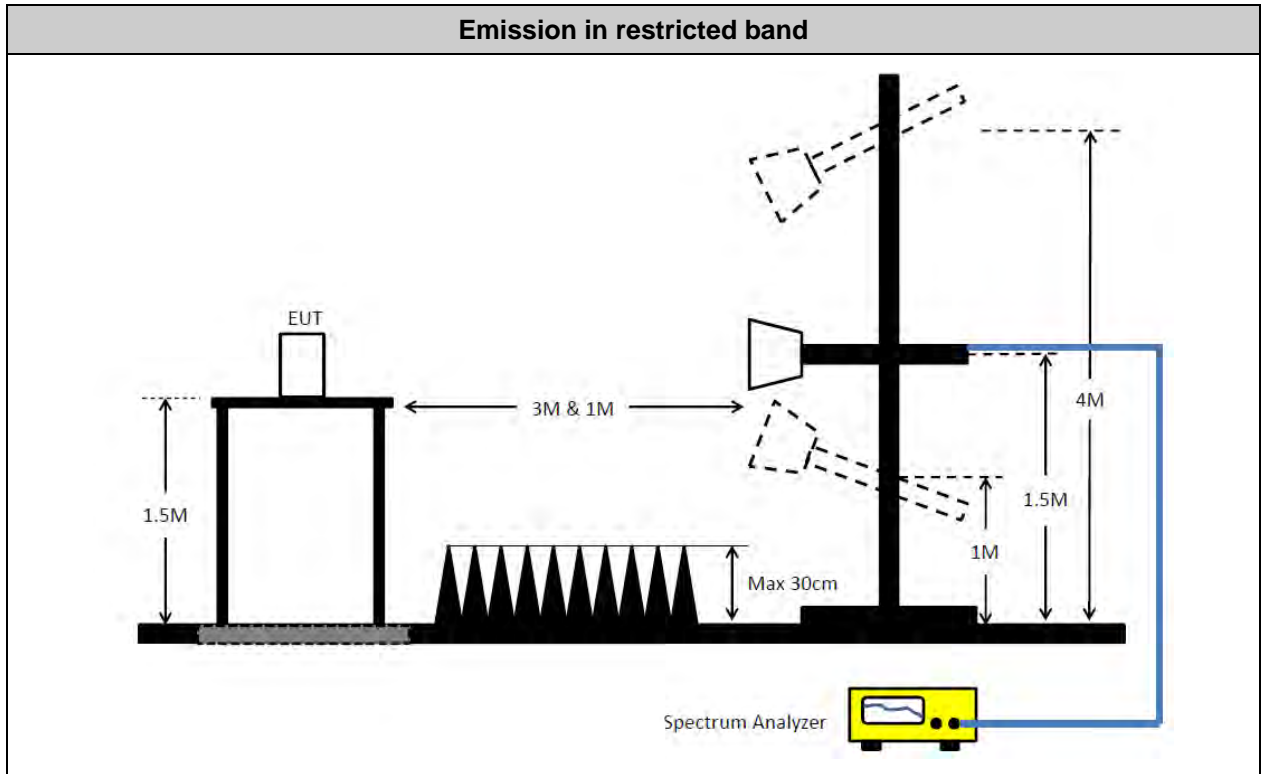 Emission in restricted band
EUT
3M & 1M
4M
1.5M
1.5M
1M
Max 30cm
Spectrum Analyzer